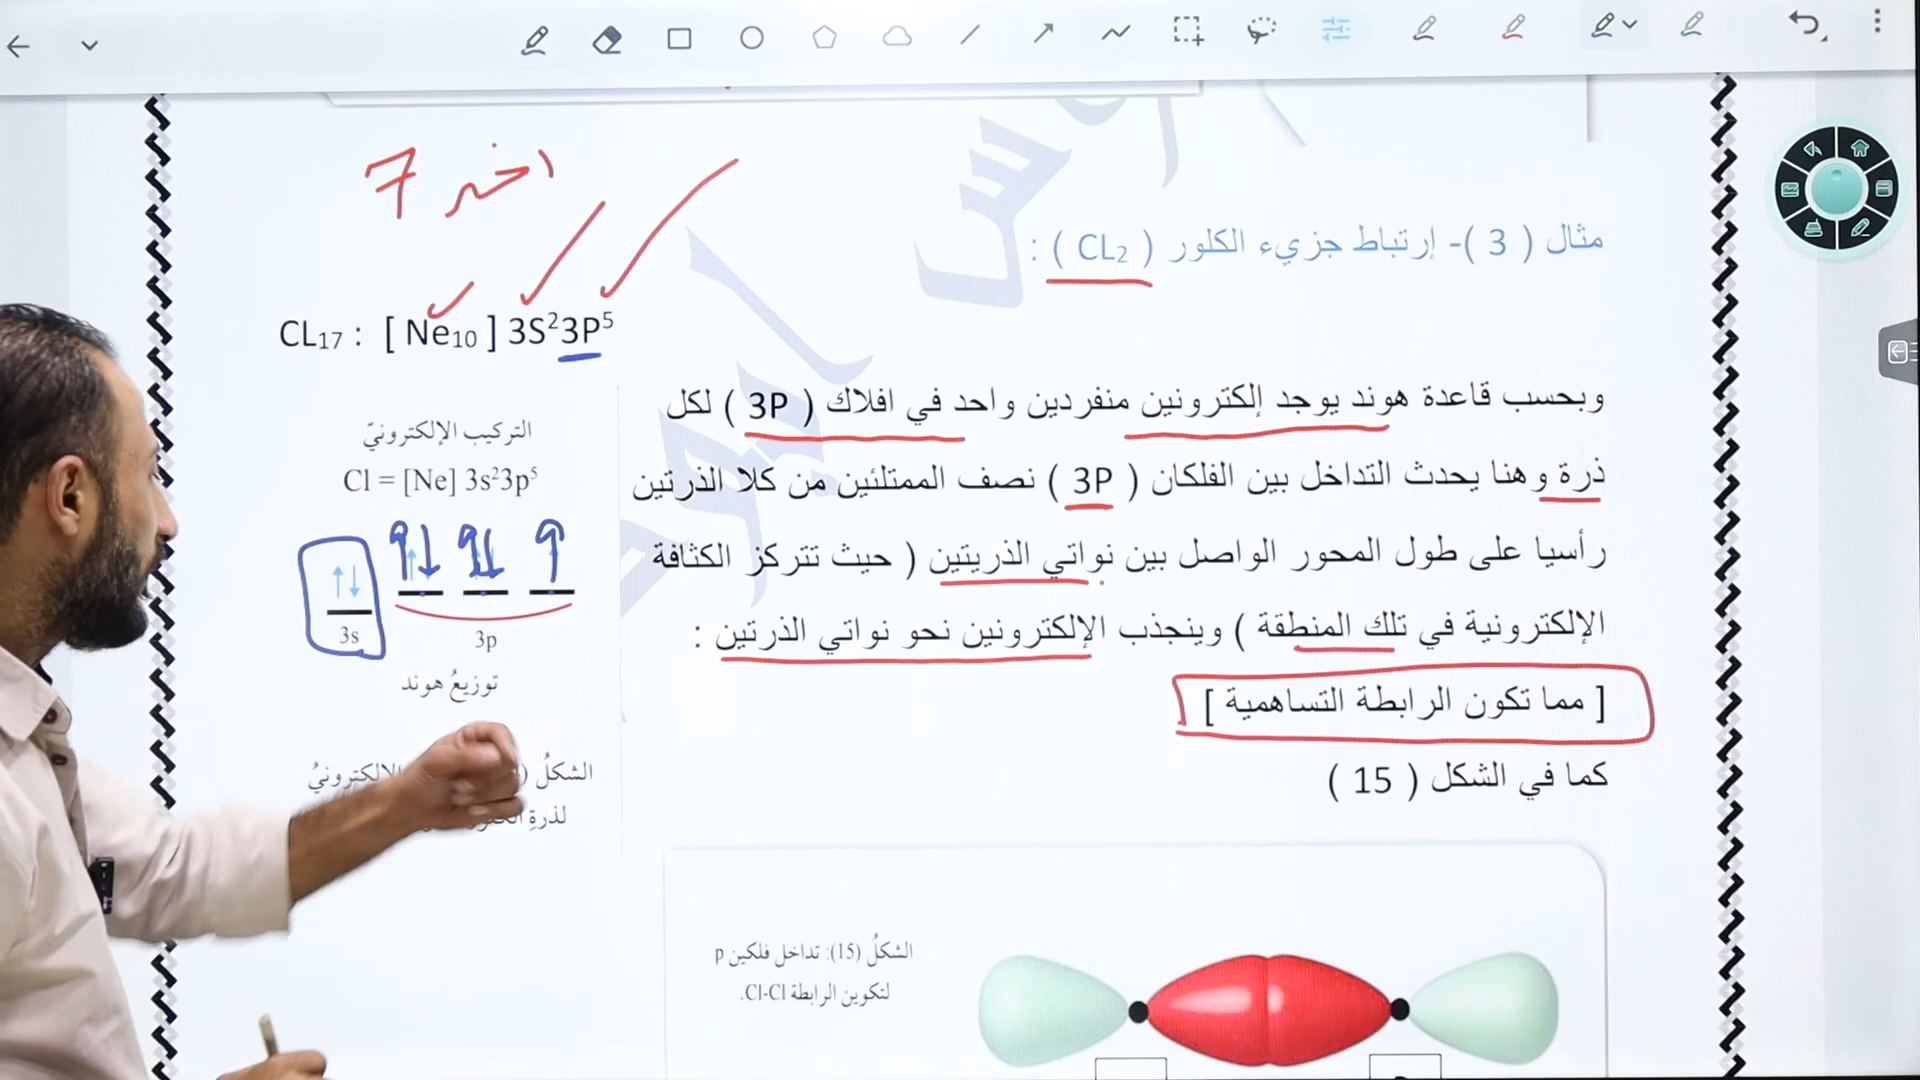 اخر 7
مثال ( 3 )- إرتباط جزيء الكلور ( CL₂ ) :
CL₁₇ : [ Ne₁₀ ] 3S²3P⁵
وبحسب قاعدة هوند يوجد إلكترونين منفردين واحد في افلاك ( 3P ) لكل
ذرة وهنا يحدث التداخل بين الفلكان ( 3P ) نصف الممتلئين من كلا الذرتين
رأسيا على طول المحور الواصل بين نواتي الذريتين ( حيث تتركز الكثافة
الإلكترونية في تلك المنطقة ) وينجذب الإلكترونين نحو نواتي الذرتين :
[ مما تكون الرابطة التساهمية ]
كما في الشكل ( 15 )
التركيب الإلكترونيّ
Cl = [Ne] 3s²3p⁵
↑↓ ↑↓ ↑↓ ↑
3s 3p
توزيعُ هوند
الشكلُ الإلكترونيُ
لذرةِ
الشكلُ (15): تداخل فلكين p
لتكوين الرابطة Cl-Cl.